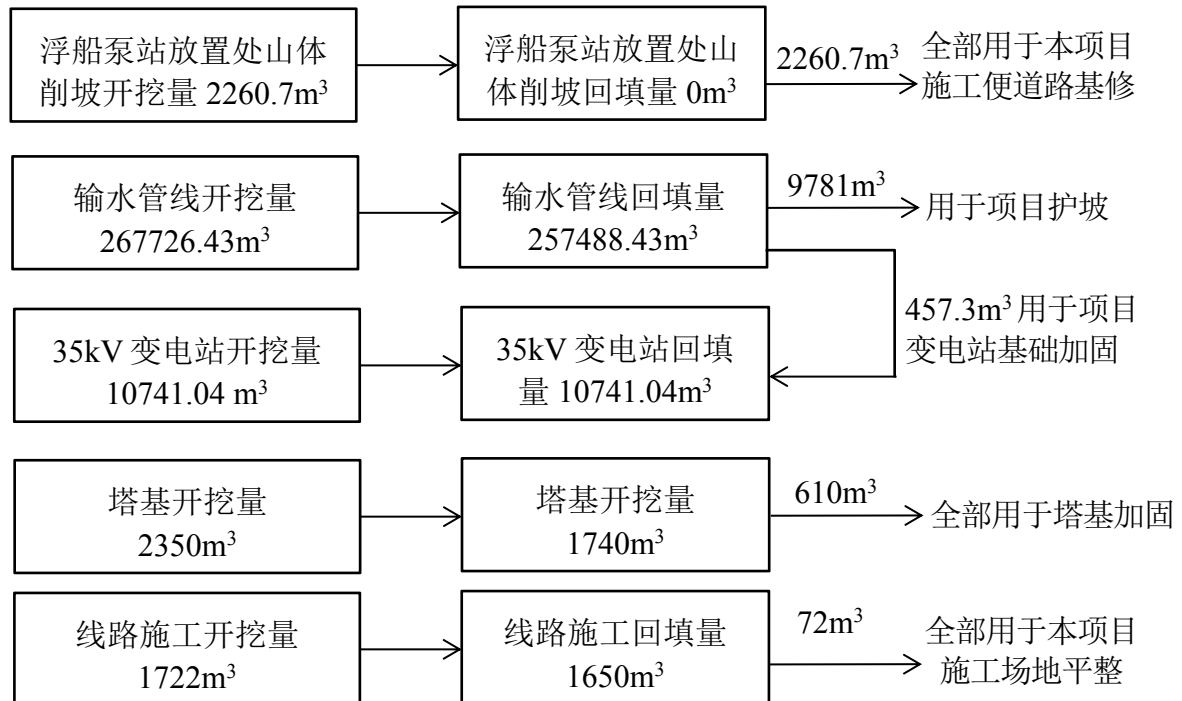 浮船泵站放置处山体
削坡开挖量 2260.7m³
浮船泵站放置处山
体削坡回填量 0m³
2260.7m³
全部用于本项目
施工便道路基修
输水管线开挖量
267726.43m³
输水管线回填量
257488.43m³
9781m³
用于项目护坡
457.3m³用于项目
变电站基础加固
35kV 变电站开挖量
10741.04 m³
35kV 变电站回填
量 10741.04m³
塔基开挖量
2350m³
塔基开挖量
1740m³
610m³
全部用于塔基加固
线路施工开挖量
1722m³
线路施工回填量
1650m³
72m³
全部用于本项目
施工场地平整